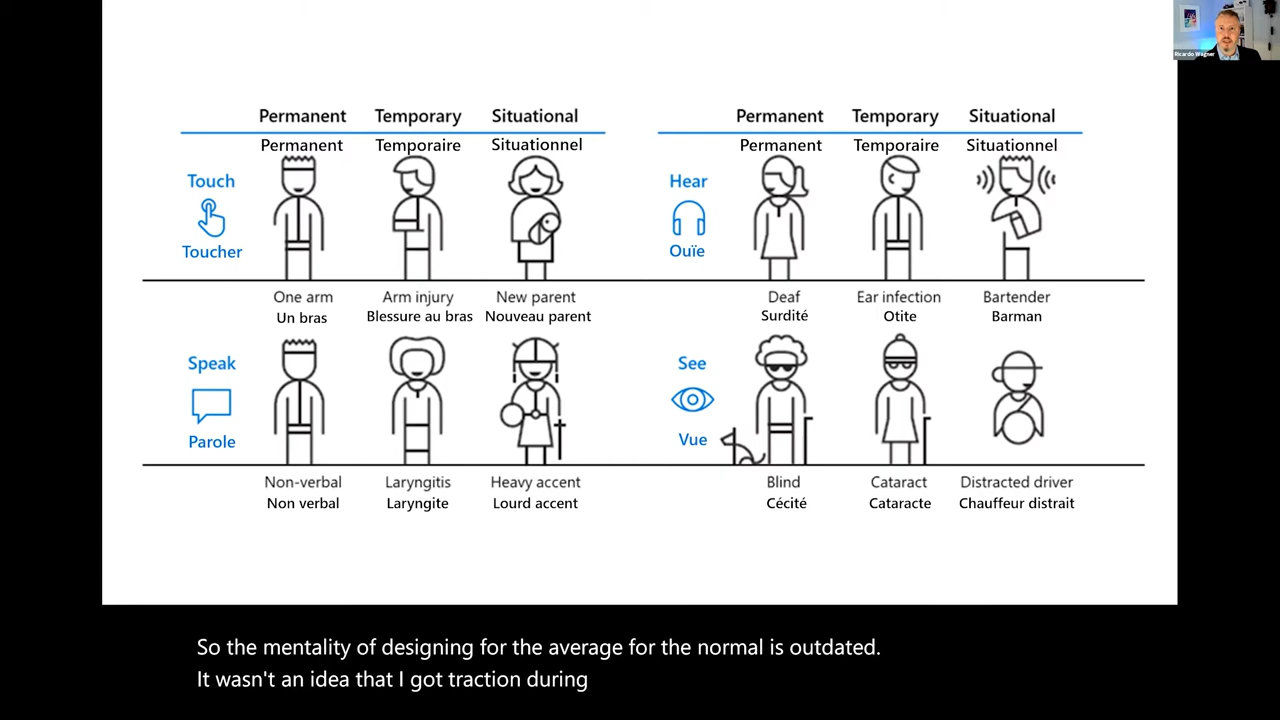 Ricardo Wagner
Permanent Temporary Situational
Permanent Temporaire Situationnel
Touch
Toucher
One arm Arm injury New parent
Un bras Blessure au bras Nouveau parent
Permanent Temporary Situational
Permanent Temporaire Situationnel
Hear
Ouïe
Deaf Ear infection Bartender
Surdité Otite Barman
Speak
Parole
Non-verbal Laryngitis Heavy accent
Non verbal Laryngite Lourd accent
See
Vue
Blind Cataract Distracted driver
Cécité Cataracte Chauffeur distrait
So the mentality of designing for the average for the normal is outdated.
It wasn't an idea that I got traction during